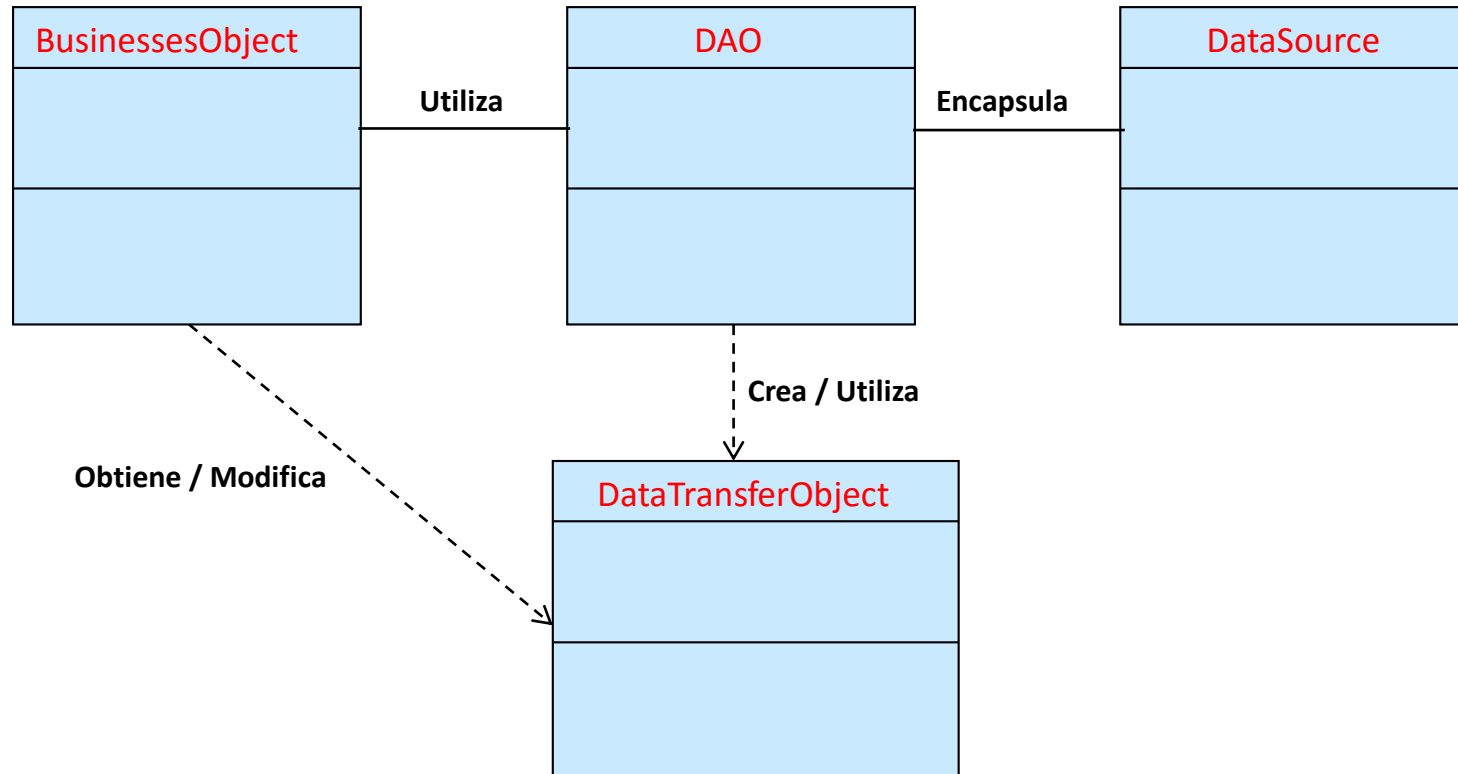 BusinessesObject
DAO
DataSource
Utiliza
Encapsula
Crea / Utiliza
Obtiene / Modifica
DataTransferObject